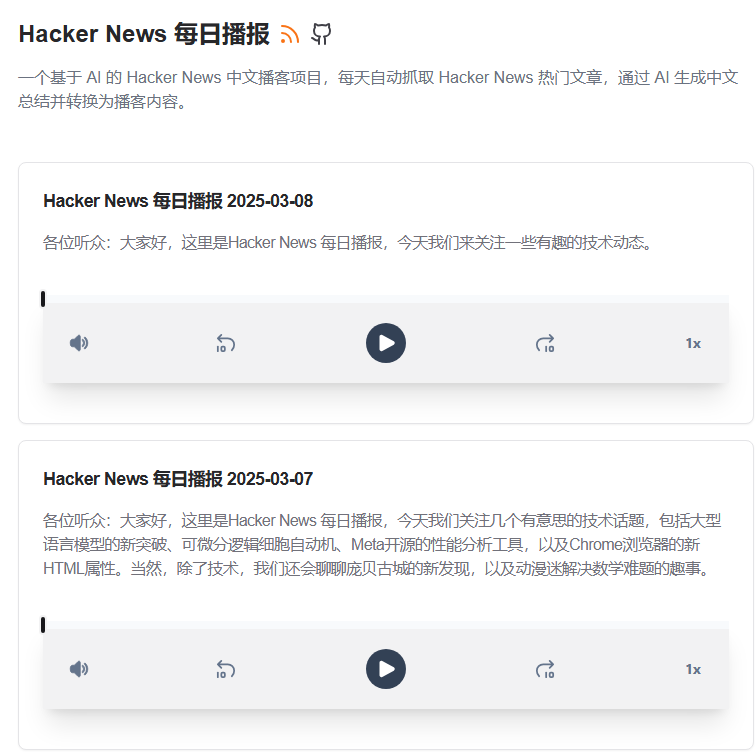 Hacker News 每日播报
一个基于 AI 的 Hacker News 中文播客项目，每天自动抓取 Hacker News 热门文章，通过 AI 生成中文
总结并转换为播客内容。
Hacker News 每日播报 2025-03-08
各位听众：大家好，这里是Hacker News 每日播报，今天我们来关注一些有趣的技术动态。
10
10
1x
Hacker News 每日播报 2025-03-07
各位听众：大家好，这里是Hacker News 每日播报，今天我们关注几个有意思的技术话题，包括大型
语言模型的新突破、可微分逻辑细胞自动机、Meta开源的性能分析工具，以及Chrome浏览器的新
HTML属性。当然，除了技术，我们还会聊聊庞贝古城的新发现，以及动漫迷解决数学难题的趣事。
10
10
1x